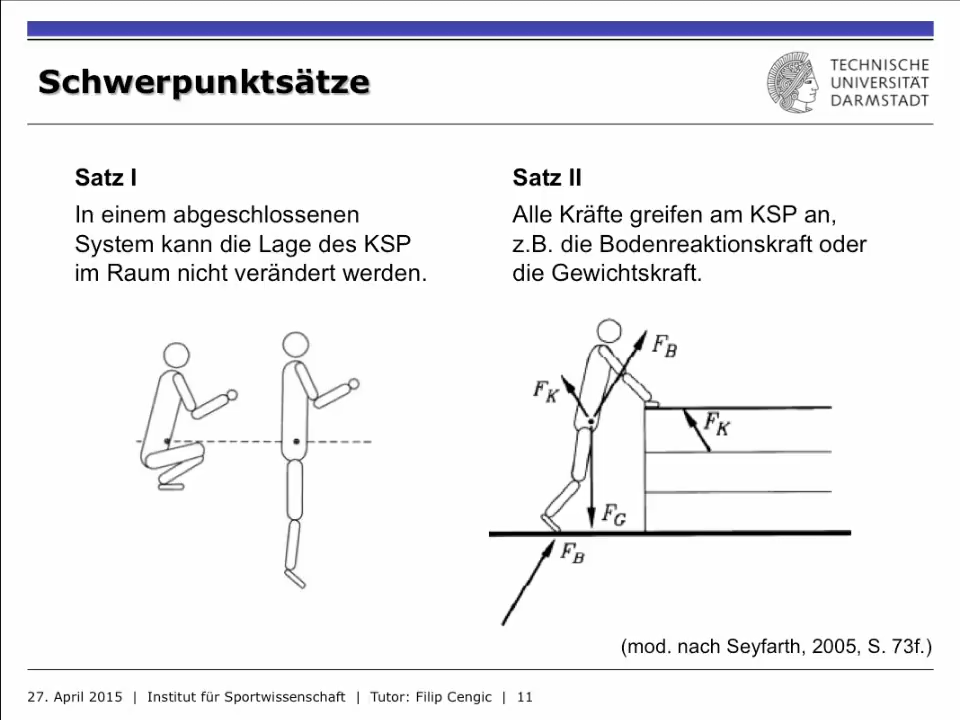 Schwerpunktsätze
TECHNISCHE
UNIVERSITÄT
DARMSTADT
Satz I
In einem abgeschlossenen
System kann die Lage des KSP
im Raum nicht verändert werden.
Satz II
Alle Kräfte greifen am KSP an,
z.B. die Bodenreaktionskraft oder
die Gewichtskraft.
F_B
F_K
F_K
F_G
F_B
(mod. nach Seyfarth, 2005, S. 73f.)
27. April 2015 | Institut für Sportwissenschaft | Tutor: Filip Cengic | 11